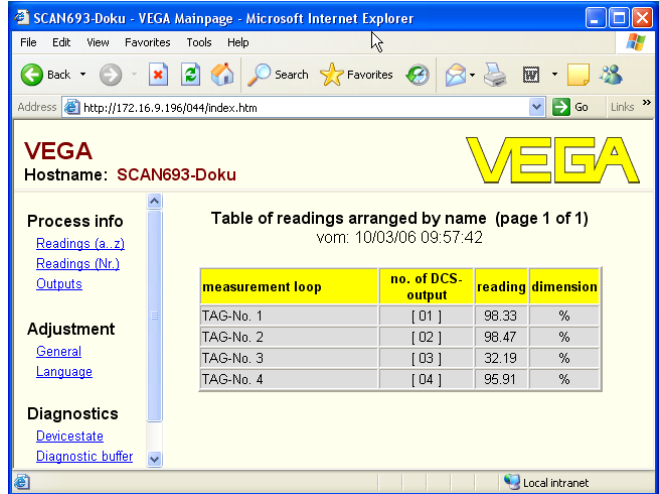 SCAN693-Doku - VEGA Mainpage - Microsoft Internet Explorer
File Edit View Favorites Tools Help
Back Search Favorites
Address http://172.16.9.196/044/index.htm Go Links »
VEGA
Hostname: SCAN693-Doku
VEGA
Process info
Readings (a..z)
Readings (Nr.)
Outputs
Adjustment
General
Language
Diagnostics
Devicestate
Diagnostic buffer
Table of readings arranged by name (page 1 of 1)
vom: 10/03/06 09:57:42
measurement loop no. of DCS-output reading dimension
TAG-No. 1 [ 01 ] 98.33 %
TAG-No. 2 [ 02 ] 98.47 %
TAG-No. 3 [ 03 ] 32.19 %
TAG-No. 4 [ 04 ] 95.91 %
Local intranet